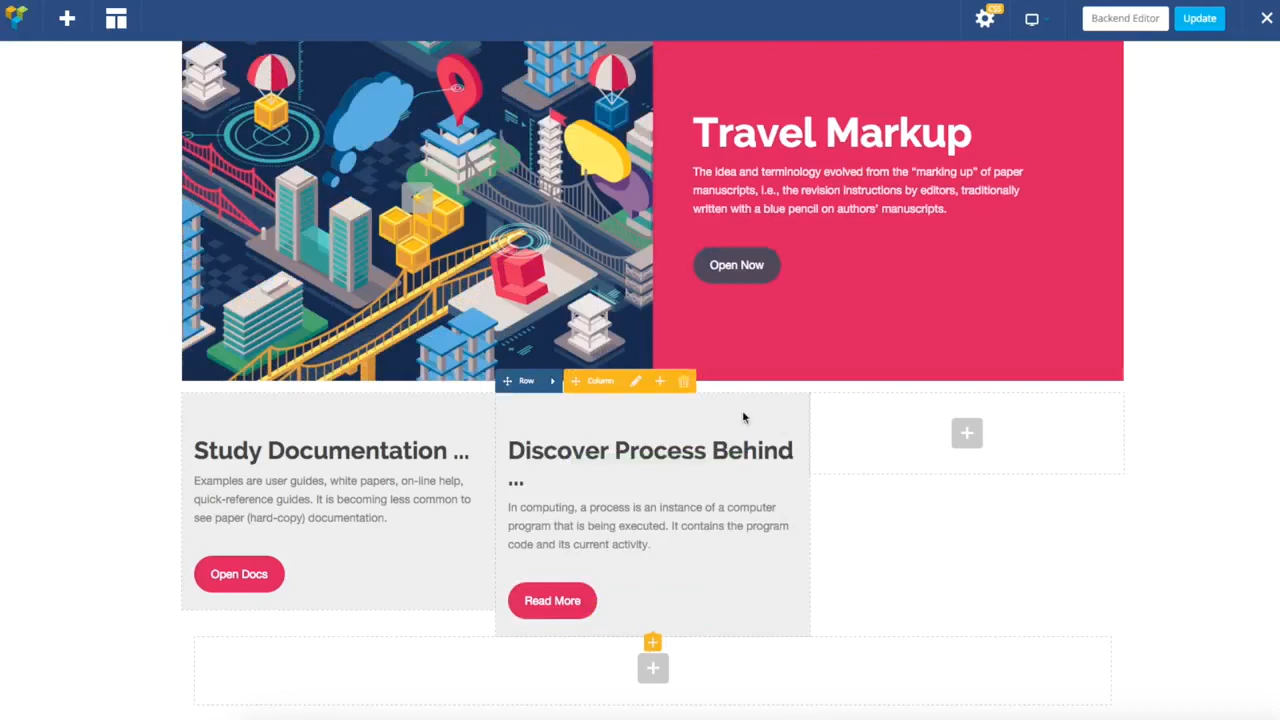 CSS
Backend Editor
Update
Travel Markup
The idea and terminology evolved from the “marking up” of paper
manuscripts, i.e., the revision instructions by editors, traditionally
written with a blue pencil on authors’ manuscripts.
Open Now
Row
Column
Study Documentation ...
Examples are user guides, white papers, on-line help,
quick-reference guides. It is becoming less common to
see paper (hard-copy) documentation.
Open Docs
Discover Process Behind
...
In computing, a process is an instance of a computer
program that is being executed. It contains the program
code and its current activity.
Read More